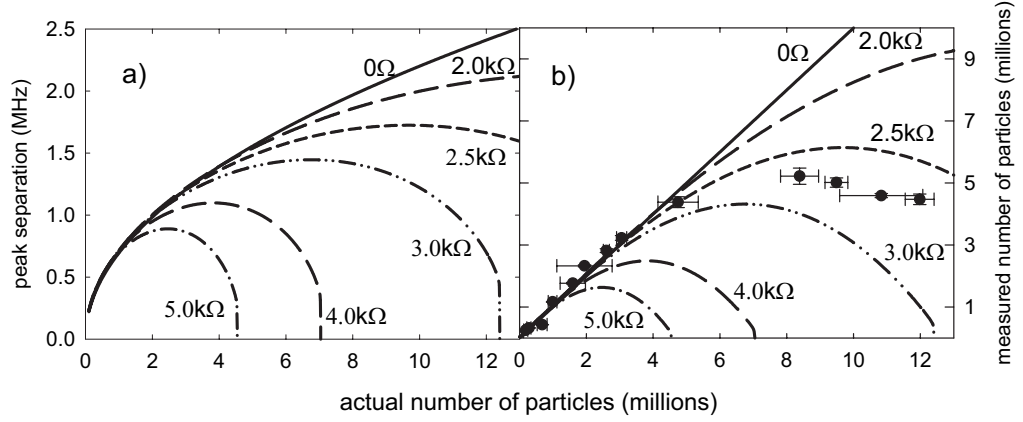 2.5
2.0
1.5
1.0
0.5
0.0
peak separation (MHz)
a)
0Ω
2.0kΩ
2.5kΩ
3.0kΩ
4.0kΩ
5.0kΩ
0
2
4
6
8
10
12
b)
0Ω
2.0kΩ
2.5kΩ
3.0kΩ
4.0kΩ
5.0kΩ
0
2
4
6
8
10
12
9
7
5
3
1
measured number of particles (millions)
actual number of particles (millions)